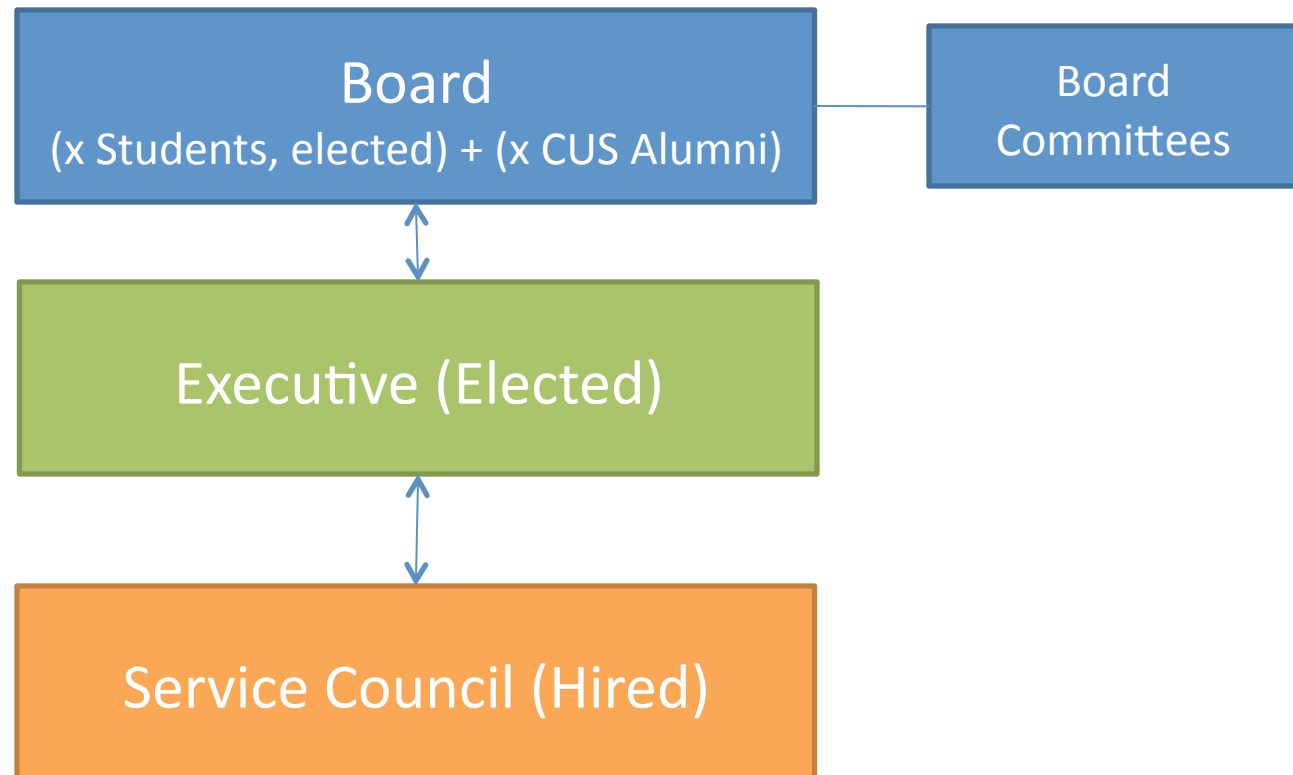 Board
(x Students, elected) + (x CUS Alumni)
Board
Committees
Executive (Elected)
Service Council (Hired)